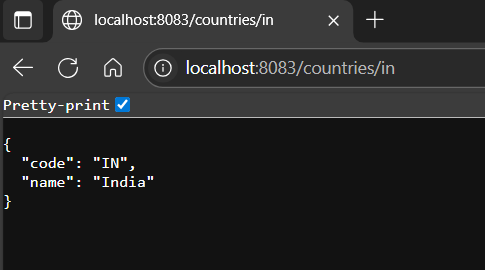 localhost:8083/countries/in
localhost:8083/countries/in
Pretty-print
{
  "code": "IN",
  "name": "India"
}